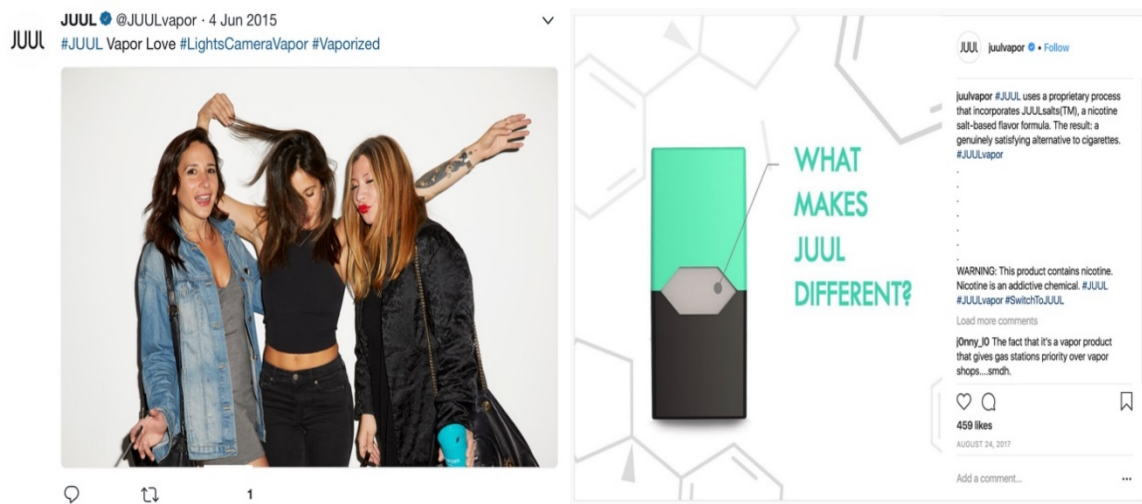 JUUL
JUUL @JUULvapor · 4 Jun 2015
#JUUL Vapor Love #LightsCameraVapor #Vaporized
1
WHAT
MAKES
JUUL
DIFFERENT?
JUUL
juulvapor • Follow
juulvapor #JUUL uses a proprietary process
that incorporates JUULsalts(TM), a nicotine
salt-based flavor formula. The result: a
genuinely satisfying alternative to cigarettes.
#JUULvapor
.
.
.
.
.
.
WARNING: This product contains nicotine.
Nicotine is an addictive chemical. #JUUL
#JUULvapor #SwitchToJUUL
Load more comments
j0nny_l0 The fact that it's a vapor product
that gives gas stations priority over vapor
shops....smdh.
459 likes
AUGUST 24, 2017
Add a comment...